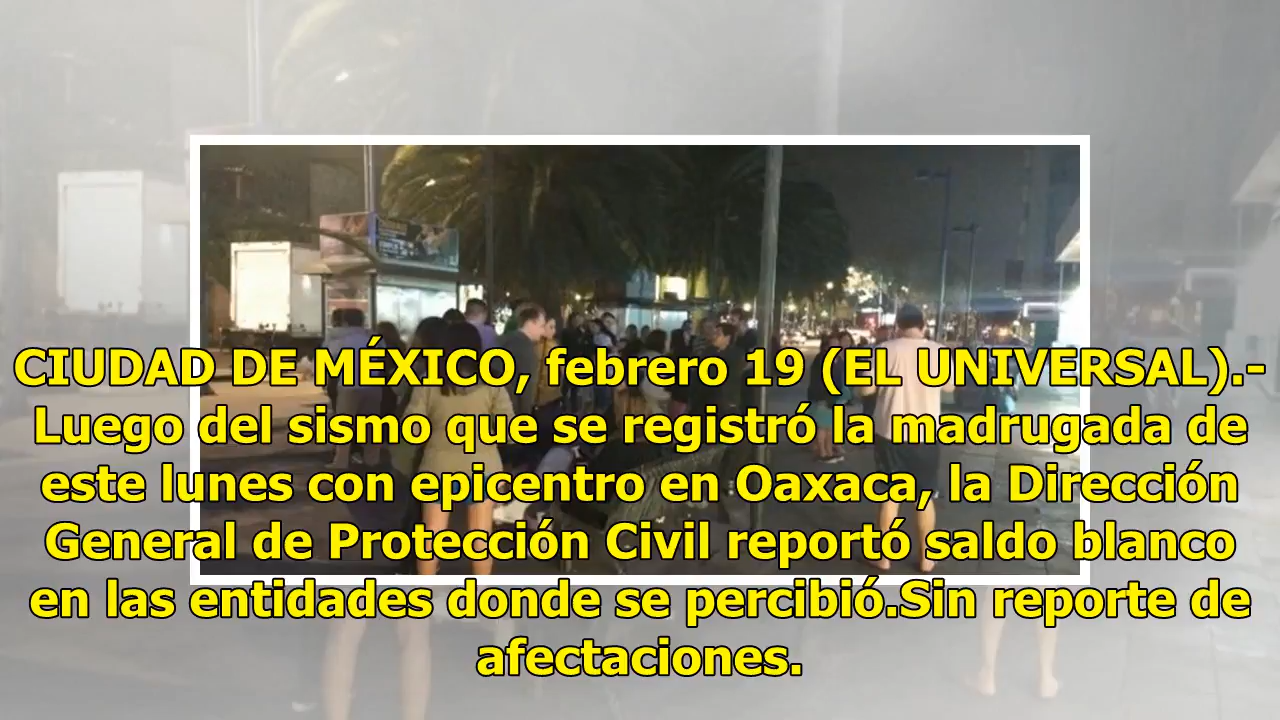 CIUDAD DE MÉXICO, febrero 19 (EL UNIVERSAL).-
Luego del sismo que se registró la madrugada de
este lunes con epicentro en Oaxaca, la Dirección
General de Protección Civil reportó saldo blanco
en las entidades donde se percibió.Sin reporte de
afectaciones.